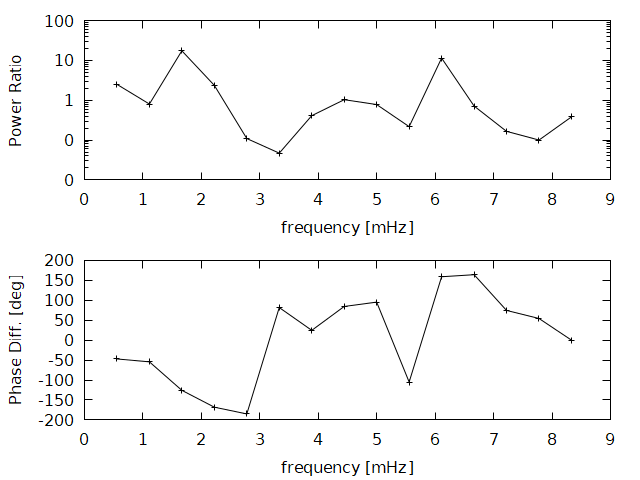 100
10
1
0
0
Power Ratio
0 1 2 3 4 5 6 7 8 9
frequency [mHz]
200
150
100
50
0
-50
-100
-150
-200
Phase Diff. [deg]
0 1 2 3 4 5 6 7 8 9
frequency [mHz]